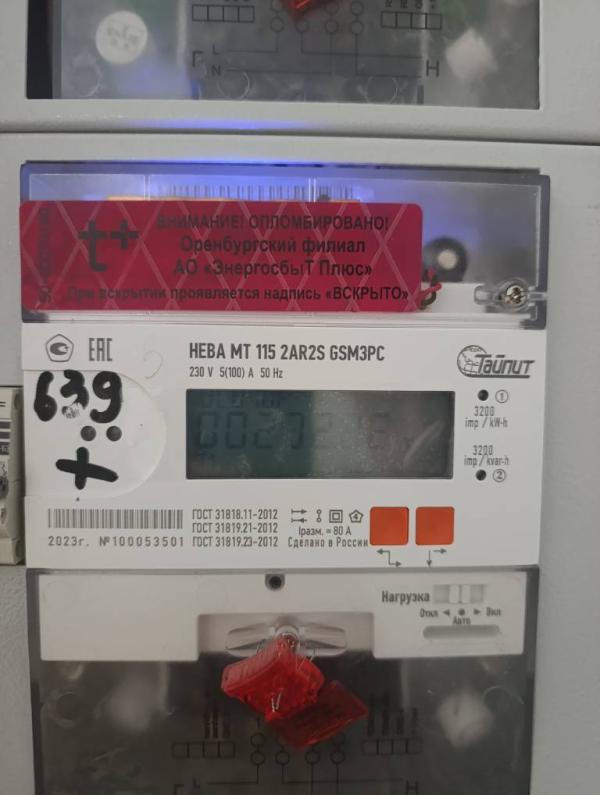 L
Г
N
Н
t+
ВНИМАНИЕ! ОПЛОМБИРОВАНО!
Оренбургский филиал
АО «ЭнергосбыТ Плюс»
При вскрытии проявляется надпись «ВСКРЫТО»
ЕАС
НЕВА МТ 115 2AR2S GSM3PC
230 V 5(100) A 50 Hz
Тайпит
639
+
1
3200
imp / kW-h
3200
imp / kvar-h
2
ГОСТ 31818.11-2012
ГОСТ 31819.21-2012
ГОСТ 31819.23-2012
Iразм. = 80 А
Сделано в России
2023г. №100053501
Нагрузка
Откл Вкл
Авто